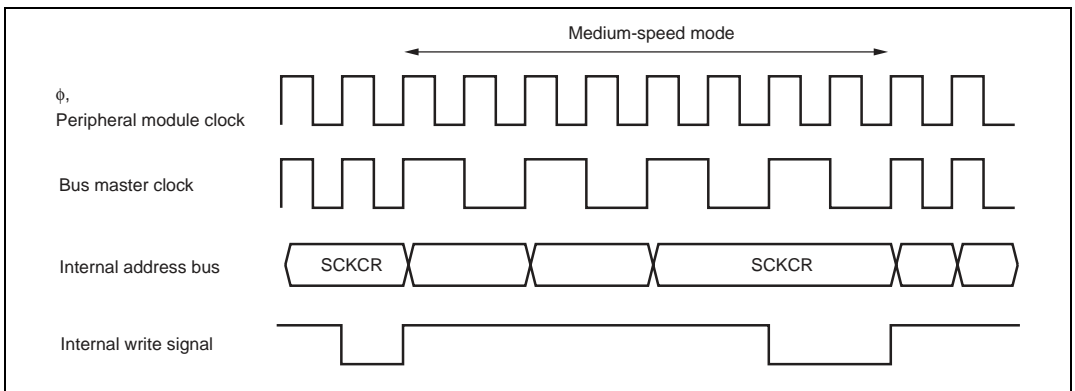 Medium-speed mode
ϕ,
Peripheral module clock
Bus master clock
Internal address bus
SCKCR
SCKCR
Internal write signal